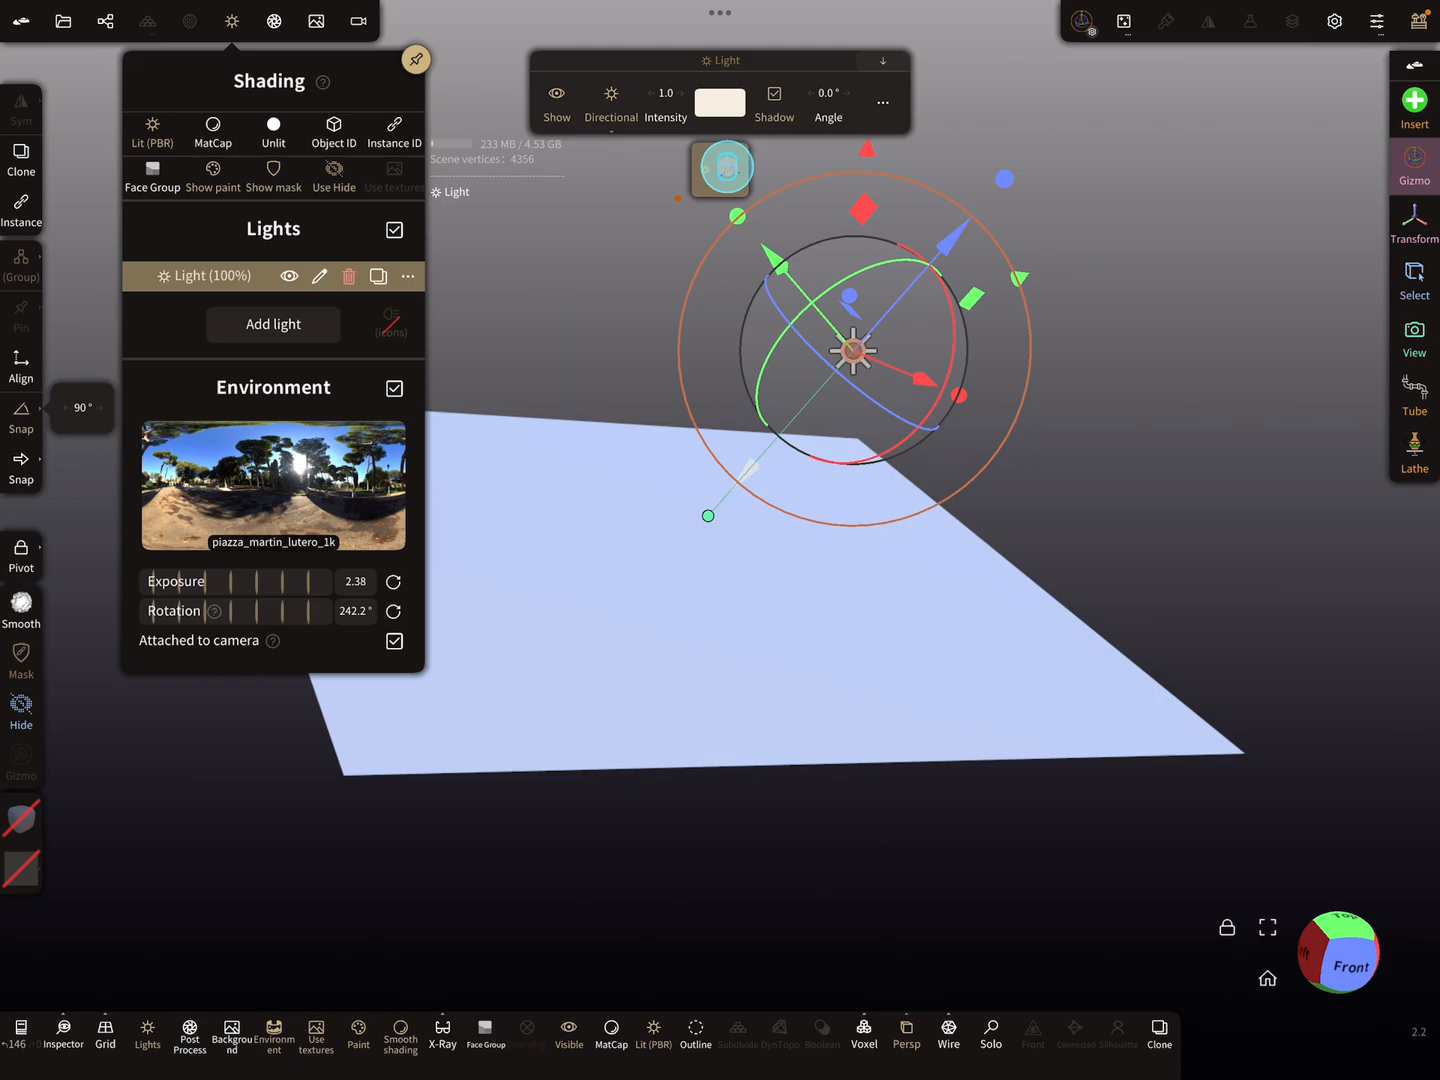 Shading
Lit (PBR)
MatCap
Unlit
Object ID
Instance ID
Face Group
Show paint
Show mask
Use Hide
Use textures
Lights
Light (100%)
Add light
(icons)
Environment
piazza_martin_lutero_1k
Exposure
2.38
Rotation
242.2 °
Attached to camera
Sym
Clone
Instance
(Group)
Pin
Align
Snap
90 °
Snap
Pivot
Smooth
Mask
Hide
Gizmo
Light
Show
Directional
1.0
Intensity
Shadow
0.0 °
Angle
233 MB / 4.53 GB
Scene vertices: 4356
Light
Insert
Gizmo
Transform
Select
View
Tube
Lathe
Top
Front
2.2
146
Inspector
Grid
Lights
Post Process
Background
Environment
Use textures
Paint
Smooth shading
X-Ray
Face Group
Visible
MatCap
Lit (PBR)
Outline
Subdivide
DynTopo
Boolean
Voxel
Persp
Wire
Solo
Front
Connected
Silhouette
Clone